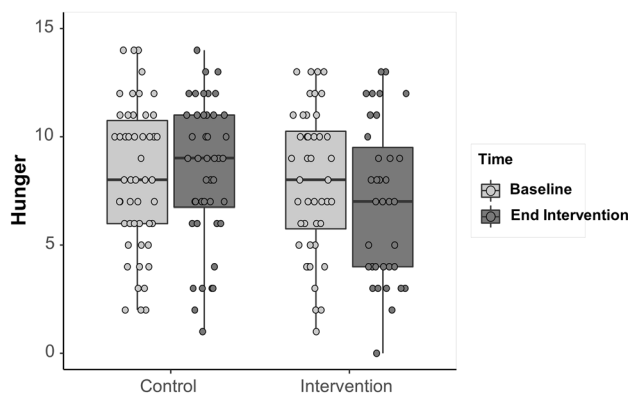 15
10
5
0
Hunger
Control
Intervention
Time
Baseline
End Intervention